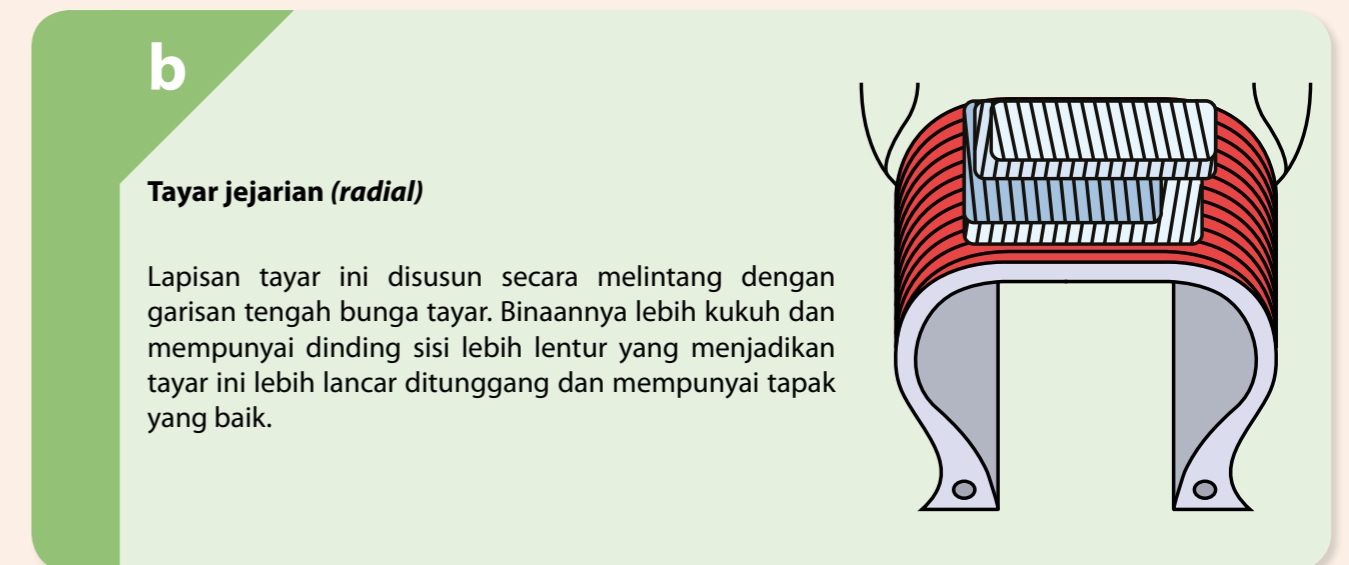 b
Tayar jejarian (radial)
Lapisan tayar ini disusun secara melintang dengan
garisan tengah bunga tayar. Binaannya lebih kukuh dan
mempunyai dinding sisi lebih lentur yang menjadikan
tayar ini lebih lancar ditunggang dan mempunyai tapak
yang baik.